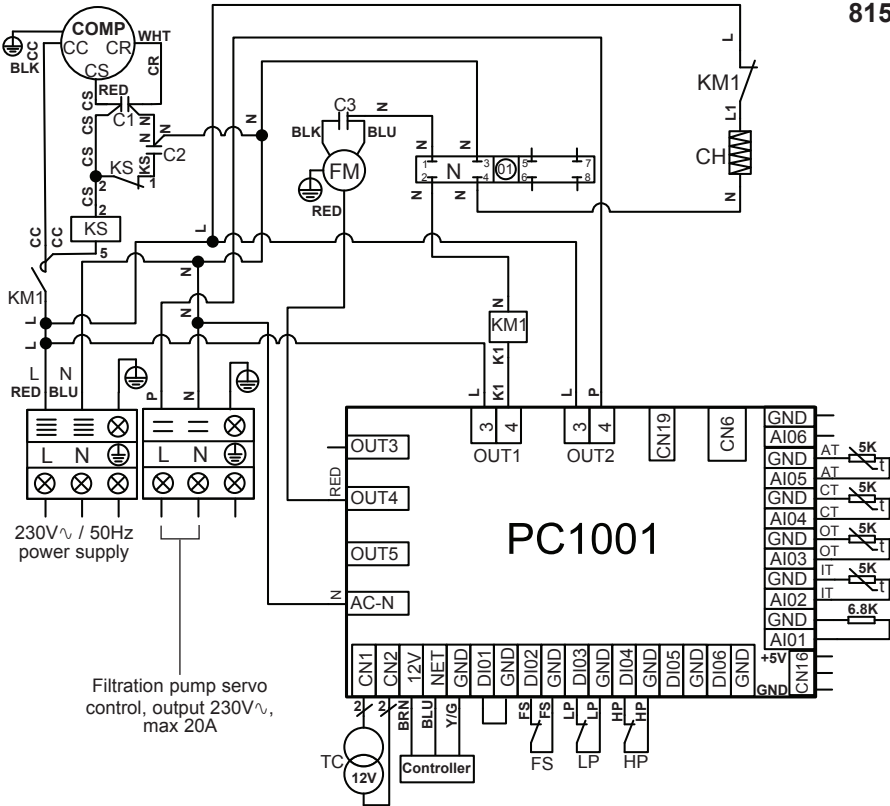 815
COMP
CC
CR
CS
WHT
BLK
CC
CC
CR
RED
CS
CS
CS
C1
N
N
N
C2
KS
KS
2
1
CS
2
KS
5
CC
CC
KM1
L
L
L N
RED BLU
P
N
N
N
N
L
C3
N
BLK
BLU
FM
RED
N
N
1
2
N
3
4
01
5
6
7
8
N
N
L
KM1
L1
CH
N
N
KM1
K1
L
K1
L
P
3 4
OUT1
3 4
OUT2
CN19
CN6
L N
L N
230V∿ / 50Hz
power supply
Filtration pump servo
control, output 230V∿,
max 20A
OUT3
RED
OUT4
OUT5
N
AC-N
PC1001
GND
AI06
GND
AI05
GND
AI04
GND
AI03
GND
AI02
GND
AI01
AT
5K
t
AT
CT
5K
t
CT
OT
5K
t
OT
IT
5K
t
IT
6.8K
+5V
GND
CN16
CN1
CN2
12V
NET
GND
DI01
GND
DI02
GND
DI03
GND
DI04
GND
DI05
GND
DI06
GND
2
2
BRN
BLU
Y/G
FS
FS
LP
LP
HP
HP
TC
12V
Controller
FS
LP
HP